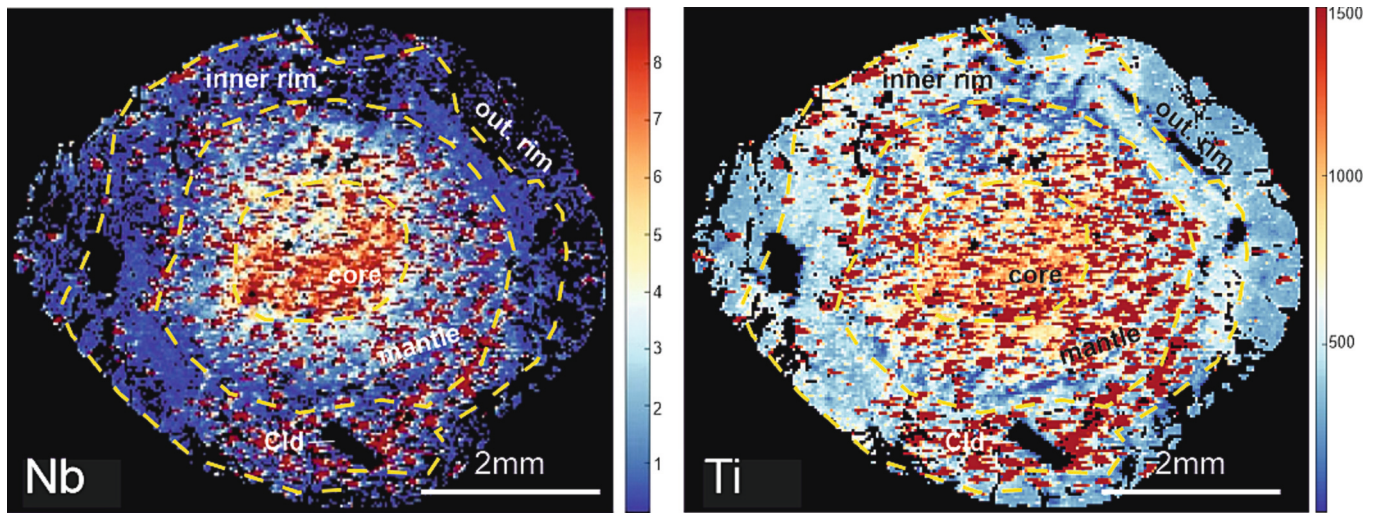 inner rim
out. rim
core
mantle
Cld
2mm
Nb
8
7
6
5
4
3
2
1
inner rim
out. rim
core
mantle
Cld
2mm
Ti
1500
1000
500
0